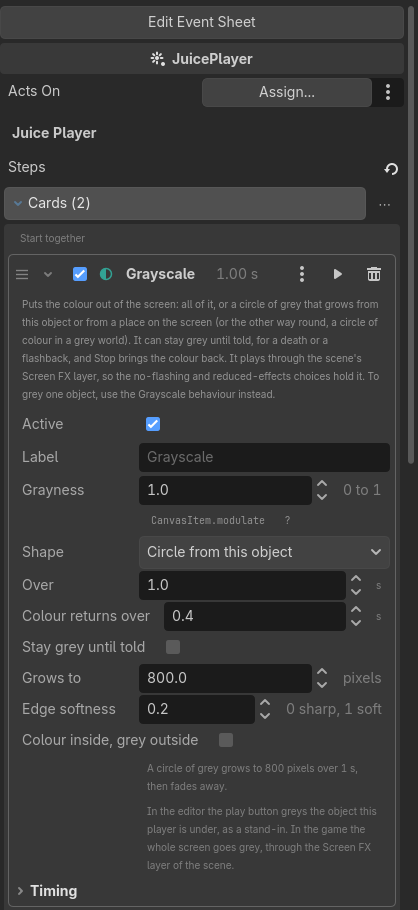 Edit Event Sheet
JuicePlayer
Acts On
Assign...
Juice Player
Steps
Cards (2)
...
Start together
Grayscale 1.00 s
Puts the colour out of the screen: all of it, or a circle of grey that grows from
this object or from a place on the screen (or the other way round, a circle of
colour in a grey world). It can stay grey until told, for a death or a
flashback, and Stop brings the colour back. It plays through the scene's
Screen FX layer, so the no-flashing and reduced-effects choices hold it. To
grey one object, use the Grayscale behaviour instead.
Active
Label Grayscale
Grayness 1.0 0 to 1
CanvasItem.modulate ?
Shape Circle from this object
Over 1.0 s
Colour returns over 0.4 s
Stay grey until told
Grows to 800.0 pixels
Edge softness 0.2 0 sharp, 1 soft
Colour inside, grey outside
A circle of grey grows to 800 pixels over 1 s,
then fades away.
In the editor the play button greys the object this
player is under, as a stand-in. In the game the
whole screen goes grey, through the Screen FX
layer of the scene.
Timing